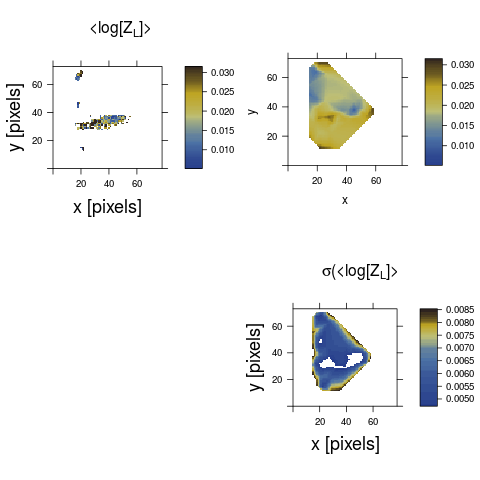 <log[Z_L]>
60
40
20
20 40 60
x [pixels]
y [pixels]
0.030
0.025
0.020
0.015
0.010
60
40
20
20 40 60
x
y
0.030
0.025
0.020
0.015
0.010
σ(<log[Z_L]>
60
40
20
20 40 60
x [pixels]
y [pixels]
0.0085
0.0080
0.0075
0.0070
0.0065
0.0060
0.0055
0.0050